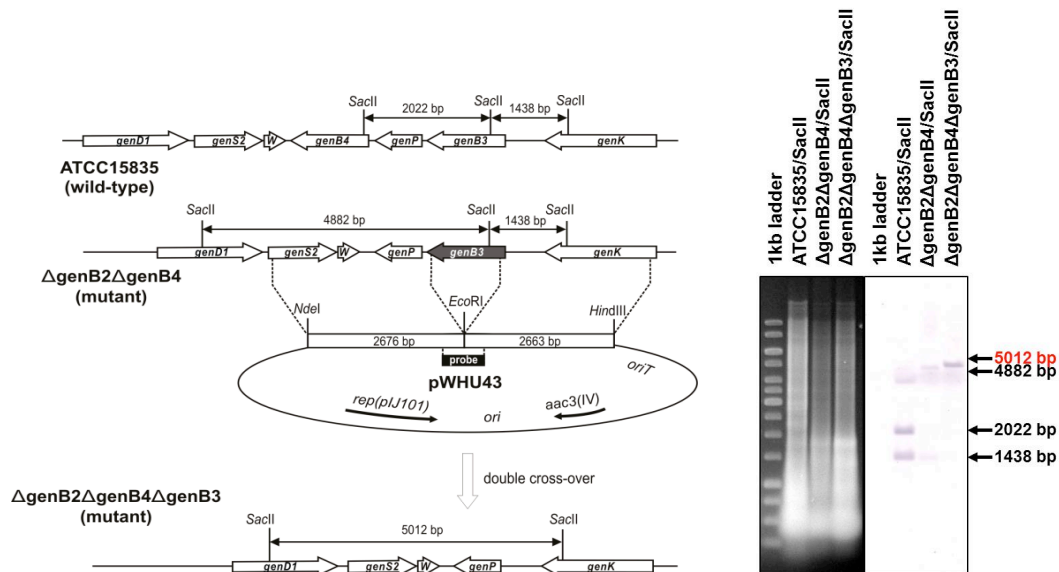 SacII SacII SacII
2022 bp 1438 bp
genD1 genS2 W genB4 genP genB3 genK
ATCC15835
(wild-type)
SacII SacII SacII
4882 bp 1438 bp
genD1 genS2 W genP genB3 genK
ΔgenB2ΔgenB4
(mutant)
NdeI EcoRI HindIII
2676 bp 2663 bp
probe
pWHU43
oriT
rep(pIJ101) ori aac3(IV)
double cross-over
ΔgenB2ΔgenB4ΔgenB3
(mutant)
SacII SacII
5012 bp
genD1 genS2 W genP genK
1kb ladder
ATCC15835/SacII
ΔgenB2ΔgenB4/SacII
ΔgenB2ΔgenB4ΔgenB3/SacII
1kb ladder
ATCC15835/SacII
ΔgenB2ΔgenB4/SacII
ΔgenB2ΔgenB4ΔgenB3/SacII
5012 bp
4882 bp
2022 bp
1438 bp